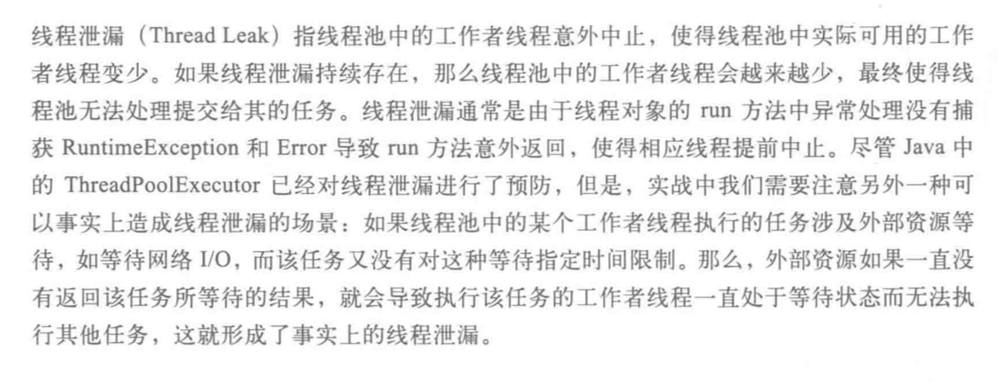 线程泄漏（Thread Leak）指线程池中的工作者线程意外中止，使得线程池中实际可用的工作
者线程变少。如果线程泄漏持续存在，那么线程池中的工作者线程会越来越少，最终使得线
程池无法处理提交给其的任务。线程泄漏通常是由于线程对象的 run 方法中异常处理没有捕
获 RuntimeException 和 Error 导致 run 方法意外返回，使得相应线程提前中止。尽管 Java 中
的 ThreadPoolExecutor 已经对线程泄漏进行了预防，但是，实战中我们需要注意另外一种可
以事实上造成线程泄漏的场景：如果线程池中的某个工作者线程执行的任务涉及外部资源等
待，如等待网络 I/O，而该任务又没有对这种等待指定时间限制。那么，外部资源如果一直没
有返回该任务所等待的结果，就会导致执行该任务的工作者线程一直处于等待状态而无法执
行其他任务，这就形成了事实上的线程泄漏。